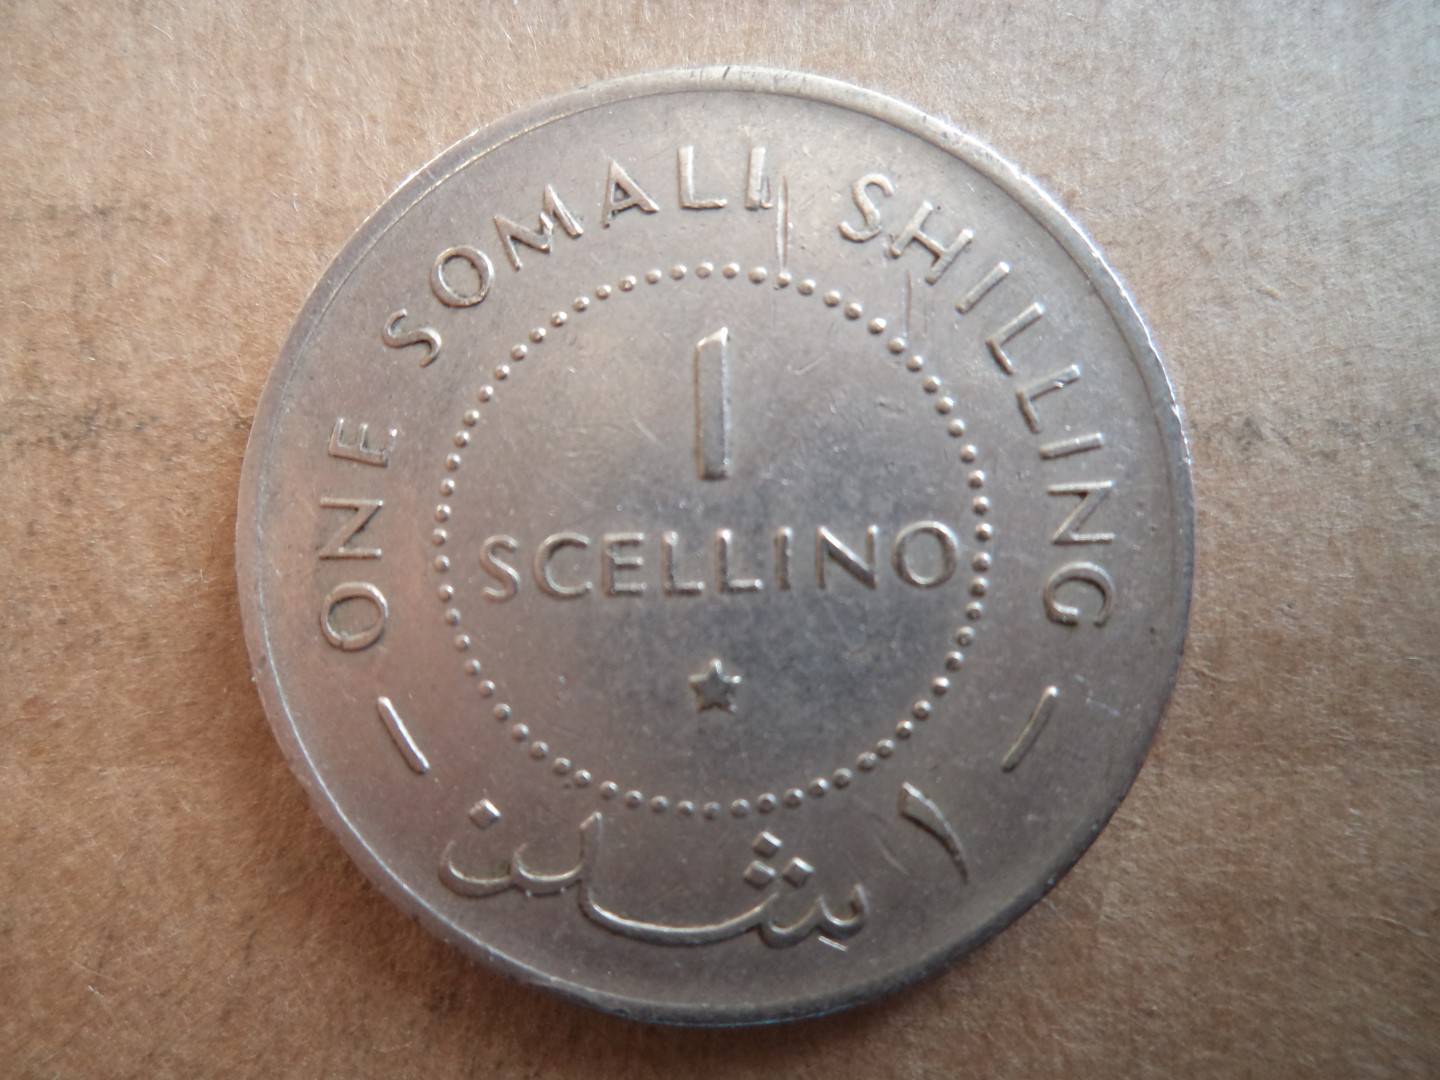 ONE SOMALI SHILLING
1
SCELLINO
١ شلن